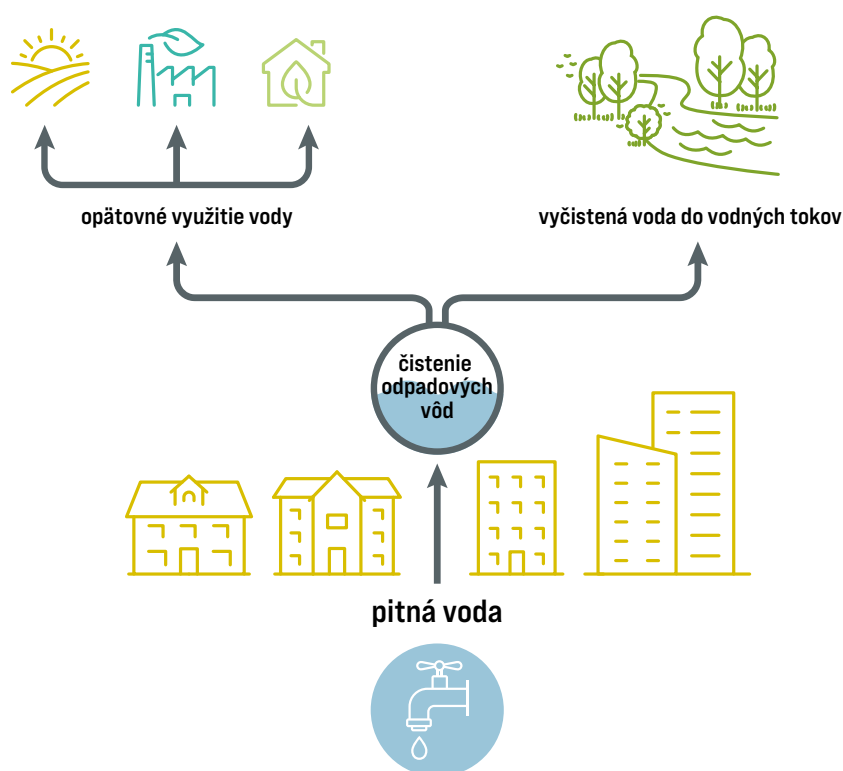 opätovné využitie vody
vyčistená voda do vodných tokov
čistenie
odpadových
vôd
pitná voda